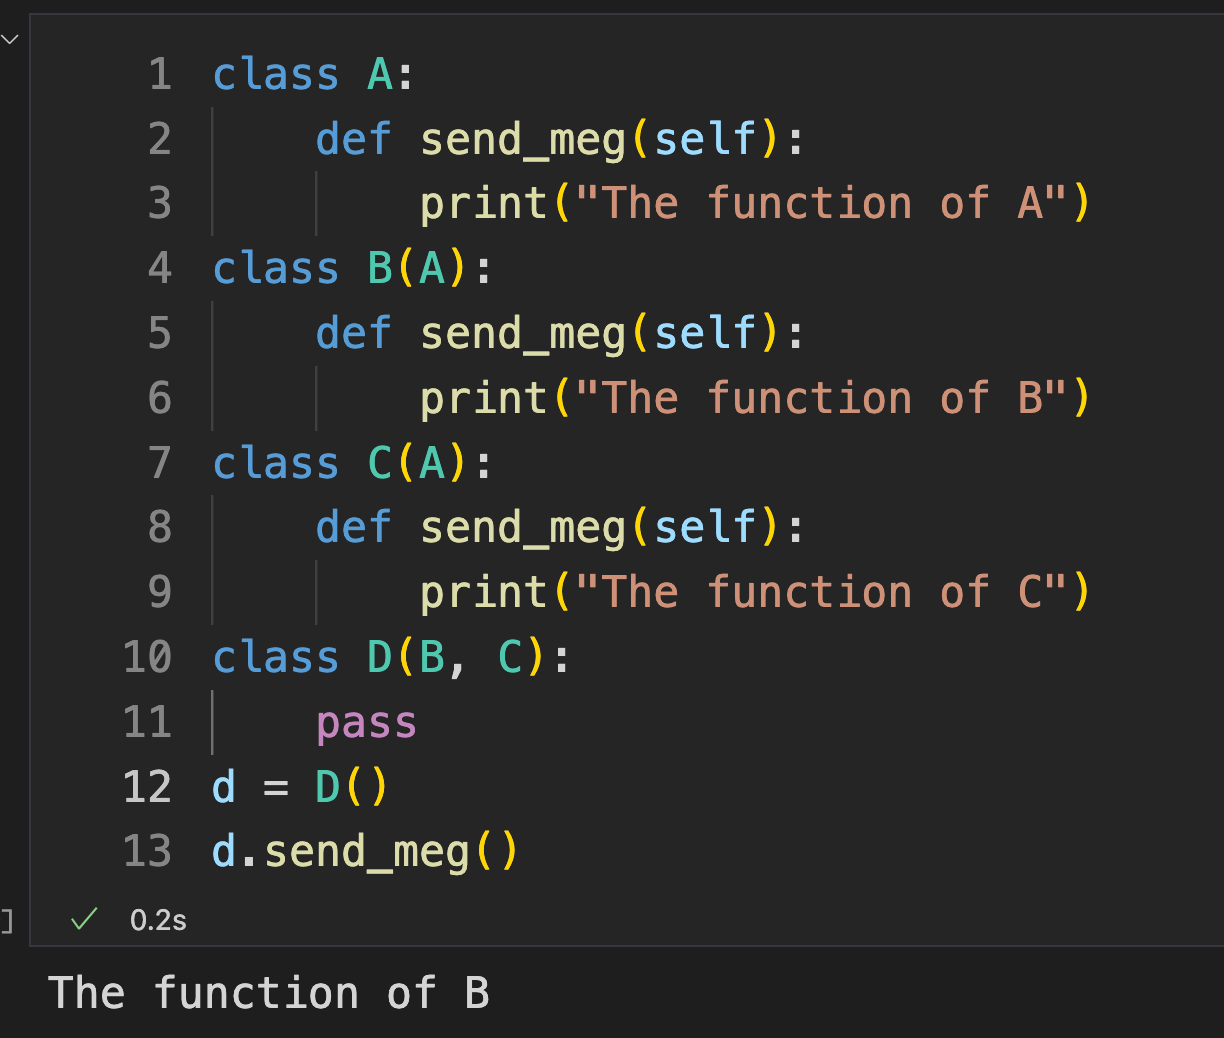 1 class A:
2     def send_meg(self):
3         print("The function of A")
4 class B(A):
5     def send_meg(self):
6         print("The function of B")
7 class C(A):
8     def send_meg(self):
9         print("The function of C")
10 class D(B, C):
11     pass
12 d = D()
13 d.send_meg()
] ✓ 0.2s
The function of B